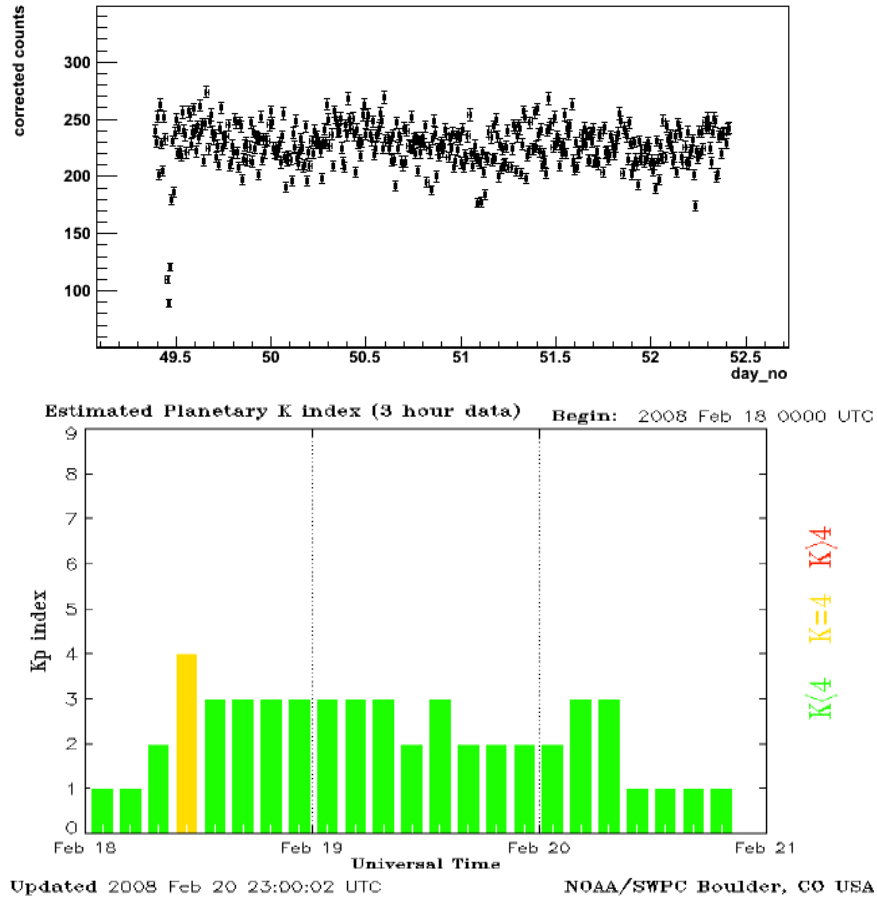 corrected counts
300
250
200
150
100
49.5 50 50.5 51 51.5 52 52.5
day_no
Estimated Planetary K index (3 hour data) Begin: 2008 Feb 18 0000 UTC
9
8
7
6
5
4
3
2
1
0
Kp index
K<4 K=4 K>4
Feb 18 Feb 19 Feb 20 Feb 21
Universal Time
Updated 2008 Feb 20 23:00:02 UTC NOAA/SWPC Boulder, CO USA